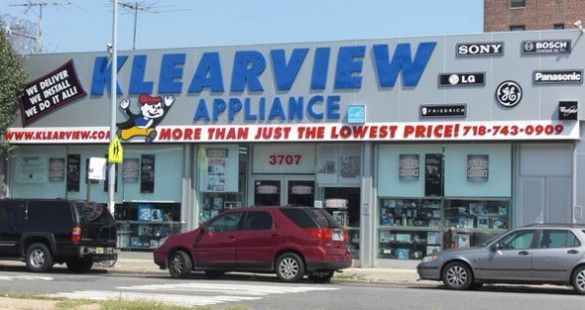 WE DELIVER
WE INSTALL
WE DO IT ALL!
KLEARVIEW
APPLIANCE
SONY
BOSCH
LG
GE
Panasonic
FRIEDRICH
WWW.KLEARVIEW.CO
MORE THAN JUST THE LOWEST PRICE! 718-743-0909
3707